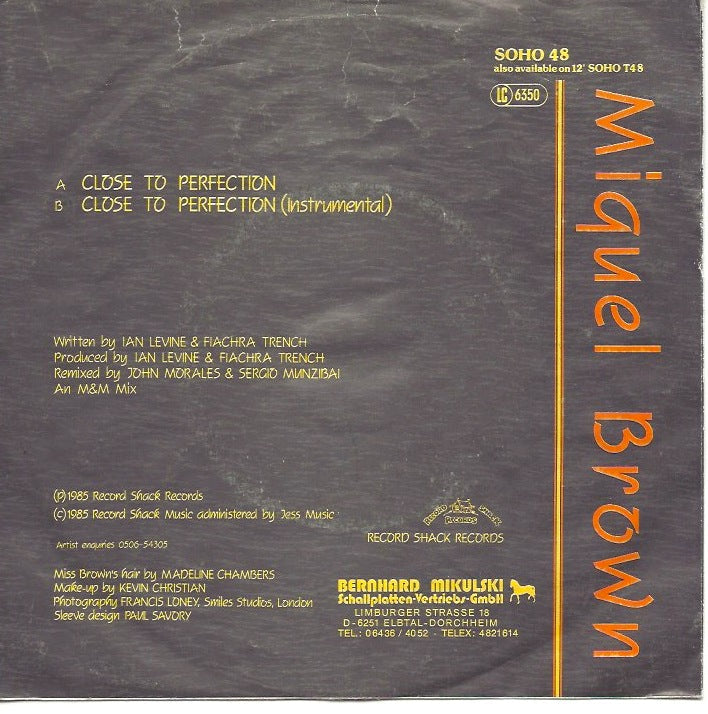 SOHO 48
also available on 12' SOHO T48
LC 6350
Miquel Brown
A CLOSE TO PERFECTION
B CLOSE TO PERFECTION (instrumental)
Written by IAN LEVINE & FIACHRA TRENCH
Produced by IAN LEVINE & FIACHRA TRENCH
Remixed by JOHN MORALES & SERGIO MUNZIBAI
An M&M MIX
(p)1985 Record Shack Records
(c)1985 Record Shack Music administered by Jess Music
Artist enquiries 0506-54305
Miss Brown's hair by MADELINE CHAMBERS
Make-up by KEVIN CHRISTIAN
Photography FRANCIS LONEY, Smiles Studios, London
Sleeve design PAUL SAVORY
RECORD SHACK
RECORDS
RECORD SHACK RECORDS
BERNHARD MIKULSKI
Schallplatten-Vertriebs-GmbH
LIMBURGER STRASSE 18
D-6251 ELBTAL-DORCHHEIM
TEL.: 06436 / 4052 · TELEX: 4821614